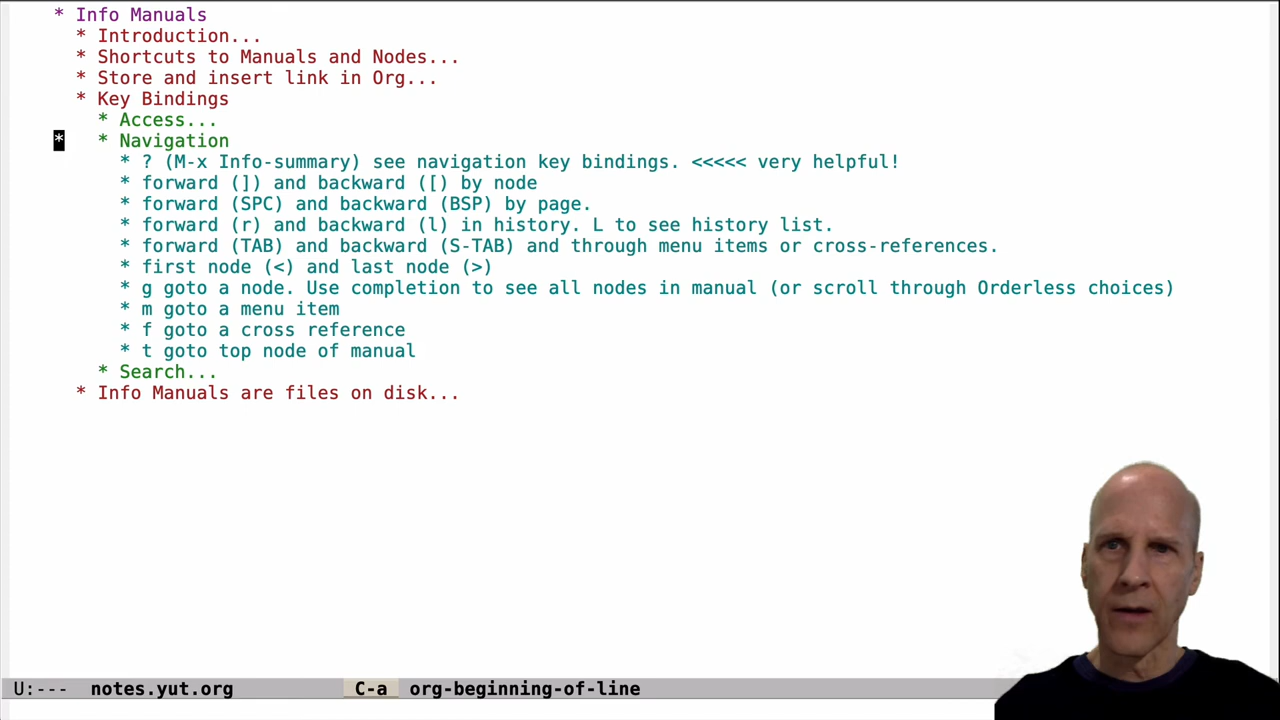 * Info Manuals
* Introduction...
* Shortcuts to Manuals and Nodes...
* Store and insert link in Org...
* Key Bindings
* Access...
* * Navigation
* ? (M-x Info-summary) see navigation key bindings. <<<<< very helpful!
* forward (]) and backward ([) by node
* forward (SPC) and backward (BSP) by page.
* forward (r) and backward (l) in history. L to see history list.
* forward (TAB) and backward (S-TAB) and through menu items or cross-references.
* first node (<) and last node (>)
* g goto a node. Use completion to see all nodes in manual (or scroll through Orderless choices)
* m goto a menu item
* f goto a cross reference
* t goto top node of manual
* Search...
* Info Manuals are files on disk...
U:--- notes.yut.org C-a org-beginning-of-line